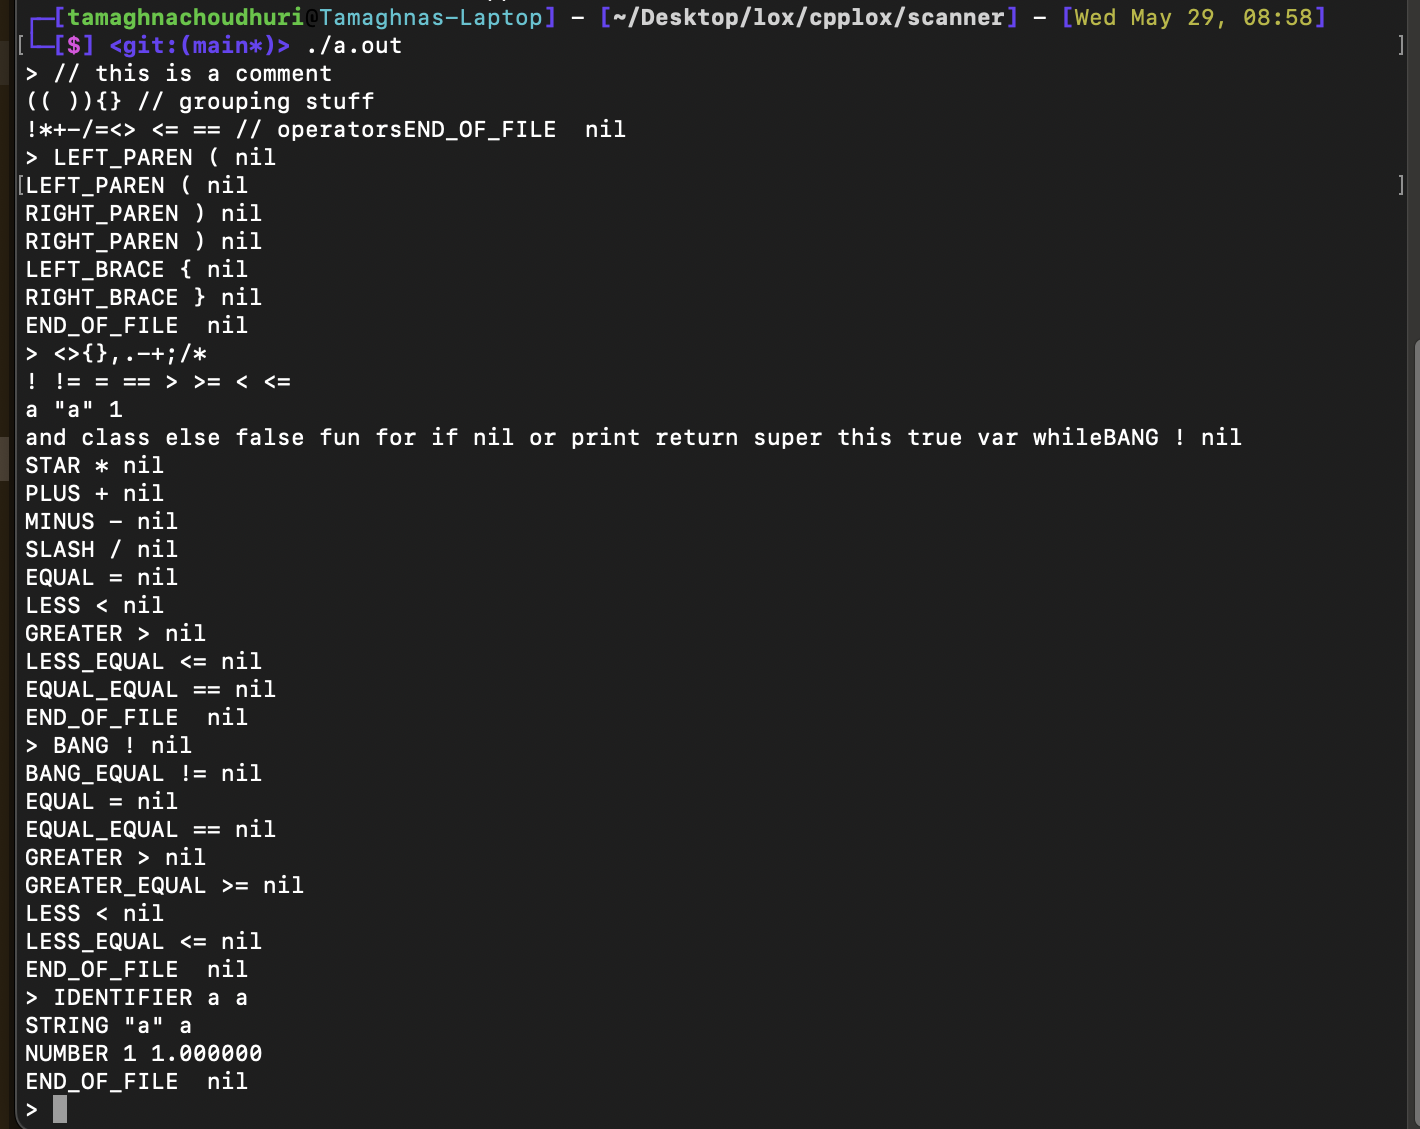 ┌─[tamaghnachoudhuri@Tamaghnas-Laptop] – [~/Desktop/lox/cpplox/scanner] – [Wed May 29, 08:58]
[└─[$] <git:(main*)> ./a.out ]
> // this is a comment
(( )){} // grouping stuff
!*+-/=<> <= == // operatorsEND_OF_FILE  nil
> LEFT_PAREN ( nil
[LEFT_PAREN ( nil ]
RIGHT_PAREN ) nil
RIGHT_PAREN ) nil
LEFT_BRACE { nil
RIGHT_BRACE } nil
END_OF_FILE  nil
> <>{},.-+;/*
! != = == > >= < <=
a "a" 1
and class else false fun for if nil or print return super this true var whileBANG ! nil
STAR * nil
PLUS + nil
MINUS - nil
SLASH / nil
EQUAL = nil
LESS < nil
GREATER > nil
LESS_EQUAL <= nil
EQUAL_EQUAL == nil
END_OF_FILE  nil
> BANG ! nil
BANG_EQUAL != nil
EQUAL = nil
EQUAL_EQUAL == nil
GREATER > nil
GREATER_EQUAL >= nil
LESS < nil
LESS_EQUAL <= nil
END_OF_FILE  nil
> IDENTIFIER a a
STRING "a" a
NUMBER 1 1.000000
END_OF_FILE  nil
>